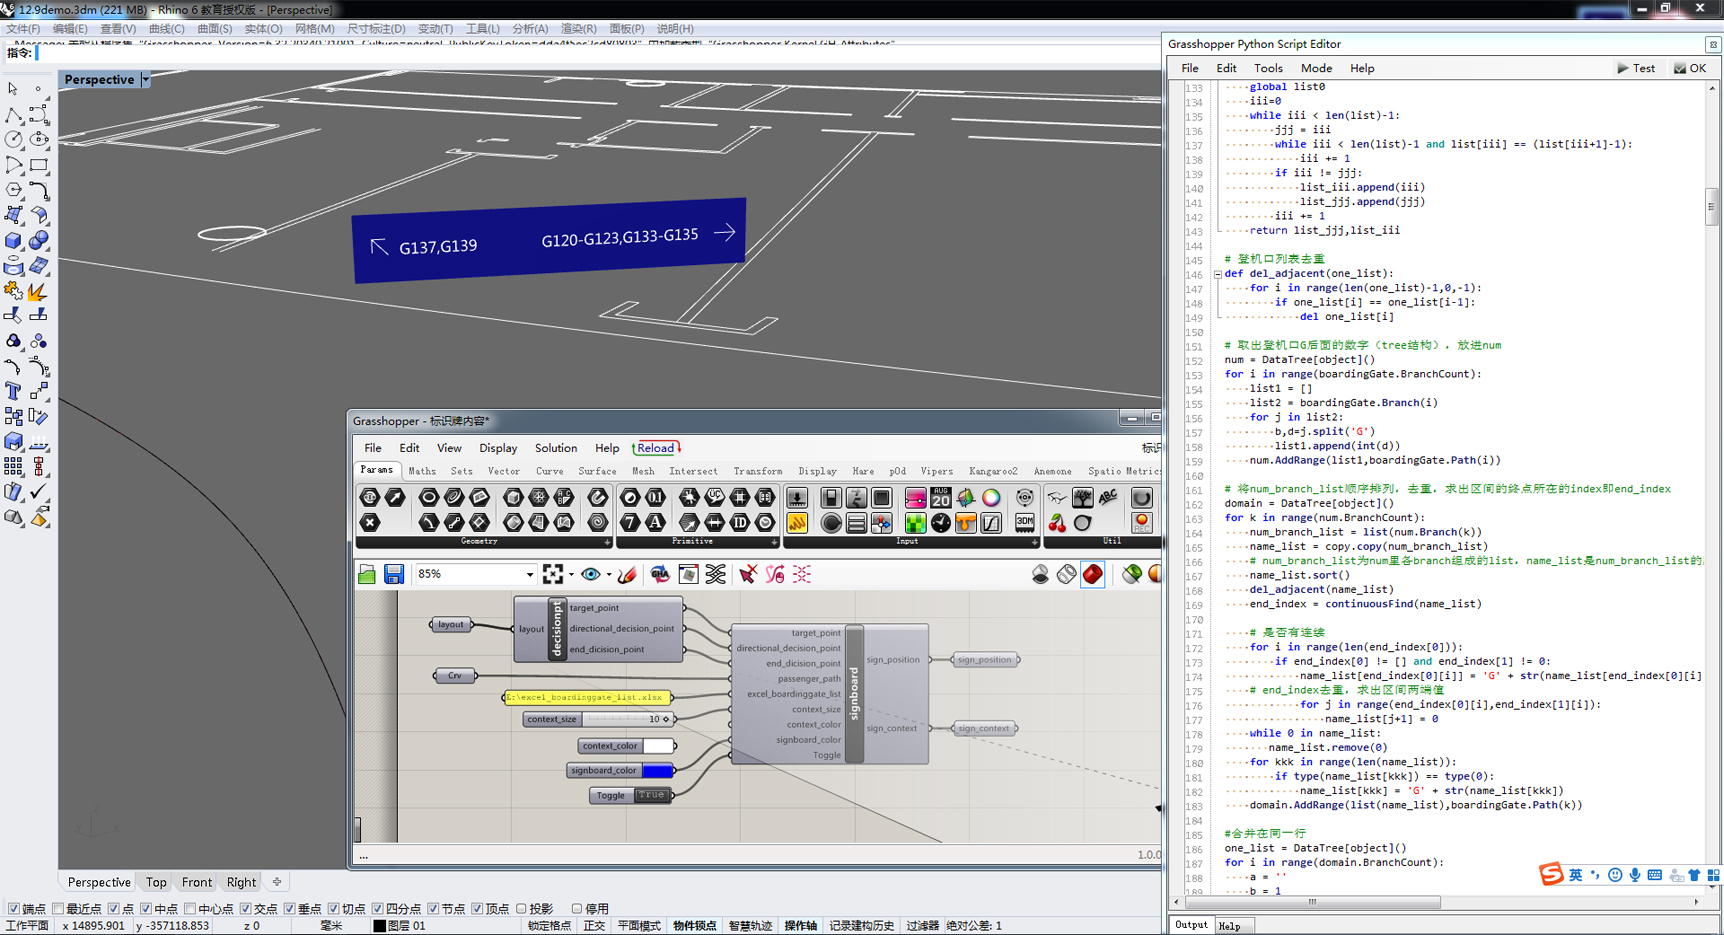 12.9demo.3dm (221 MB) - Rhino 6 教育授权版 - [Perspective]
文件(F) 编辑(E) 查看(V) 曲线(C) 曲面(S) 实体(O) 网格(M) 尺寸标注(D) 变动(T) 工具(L) 分析(A) 渲染(R) 面板(P) 说明(H)
指令:
Perspective
G137,G139
G120-G123,G133-G135
Grasshopper - 标识牌内容*
File Edit View Display Solution Help Reload 标识
Params Maths Sets Vector Curve Surface Mesh Intersect Transform Display Hare pOd Vipers Kangaroo2 Anemone Spatio Metrics
Geometry Primitive Input Util
85%
layout
layout
decisionpt
target_point
directional_decision_point
end_dicision_point
Crv
E:\excel_boardinggate_list.xlsx
context_size 10
context_color
signboard_color
Toggle True
target_point
directional_decision_point
end_dicision_point
passenger_path
excel_boardinggate_list
context_size
context_color
signboard_color
Toggle
signboard
sign_position
sign_context
sign_position
sign_context
...
1.0.0
Perspective Top Front Right
端点 最近点 点 中点 中心点 交点 垂点 切点 四分点 节点 顶点 投影 停用
工作平面 x 14895.901 y -357118.853 z 0 毫米 图层 01 锁定格点 正交 平面模式 物件锁点 智慧轨迹 操作轴 记录建构历史 过滤器 绝对公差: 1
Grasshopper Python Script Editor
File Edit Tools Mode Help Test OK
133 global list0
134 iii=0
135 while iii < len(list)-1:
136 jjj = iii
137 while iii < len(list)-1 and list[iii] == (list[iii+1]-1):
138 iii += 1
139 if iii != jjj:
140 list_iii.append(iii)
141 list_jjj.append(jjj)
142 iii += 1
143 return list_jjj,list_iii
144
145 # 登机口列表去重
146 def del_adjacent(one_list):
147 for i in range(len(one_list)-1,0,-1):
148 if one_list[i] == one_list[i-1]:
149 del one_list[i]
150
151 # 取出登机口G后面的数字（tree结构），放进num
152 num = DataTree[object]()
153 for i in range(boardingGate.BranchCount):
154 list1 = []
155 list2 = boardingGate.Branch(i)
156 for j in list2:
157 b,d=j.split('G')
158 list1.append(int(d))
159 num.AddRange(list1,boardingGate.Path(i))
160
161 # 将num_branch_list顺序排列，去重，求出区间的终点所在的index即end_index
162 domain = DataTree[object]()
163 for k in range(num.BranchCount):
164 num_branch_list = list(num.Branch(k))
165 name_list = copy.copy(num_branch_list)
166 # num_branch_list为num里各branch组成的list，name_list是num_branch_list的
167 name_list.sort()
168 del_adjacent(name_list)
169 end_index = continuousFind(name_list)
170
171 # 是否有连续
172 for i in range(len(end_index[0])):
173 if end_index[0] != [] and end_index[1] != 0:
174 name_list[end_index[0][i]] = 'G' + str(name_list[end_index[0][i]
175 # end_index去重，求出区间两端值
176 for j in range(end_index[0][i],end_index[1][i]):
177 name_list[j+1] = 0
178 while 0 in name_list:
179 name_list.remove(0)
180 for kkk in range(len(name_list)):
181 if type(name_list[kkk]) == type(0):
182 name_list[kkk] = 'G' + str(name_list[kkk])
183 domain.AddRange(list(name_list),boardingGate.Path(k))
184
185 #合并在同一行
186 one_list = DataTree[object]()
187 for i in range(domain.BranchCount):
188 a = ''
189 b = 1
英
Output Help